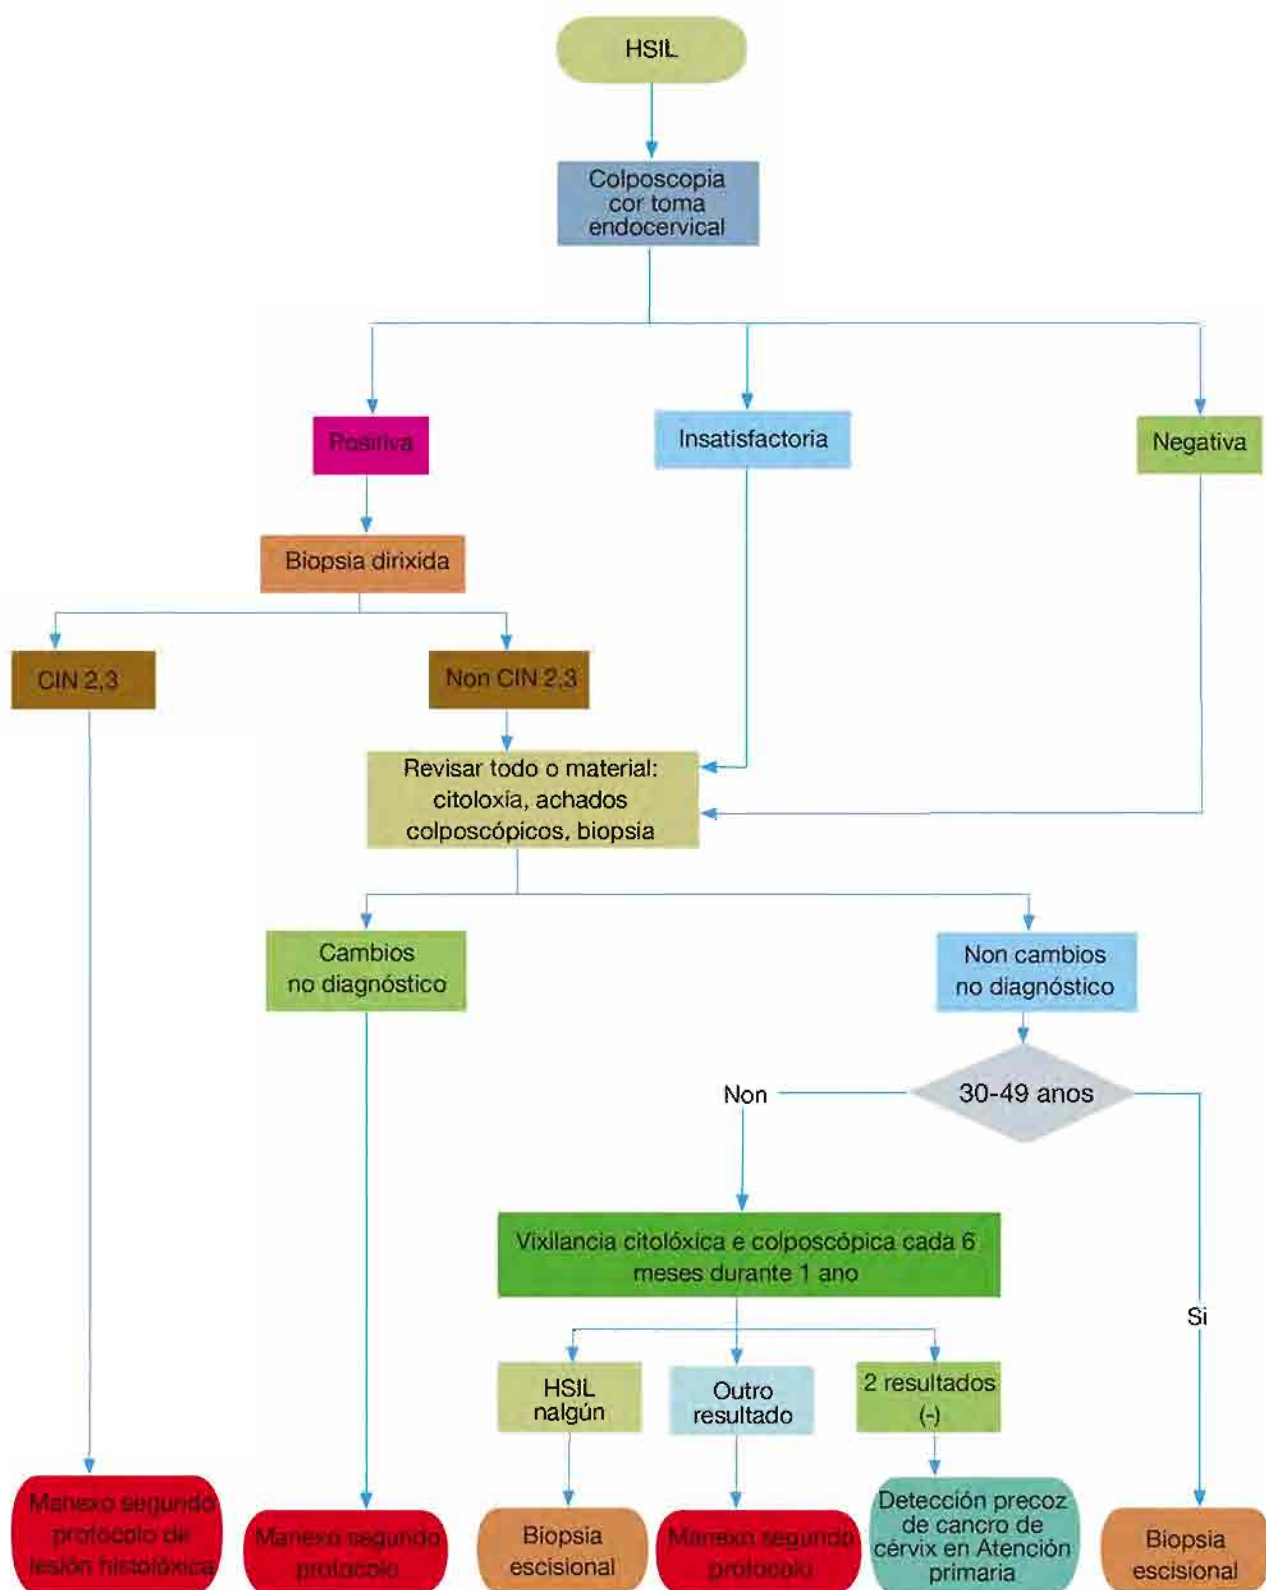 HSIL
Colposcopia
cor toma
endocervical
Positiva
Insatisfactoria
Negativa
Biopsia dirixida
CIN 2,3
Non CIN 2,3
Revisar todo o material:
citoloxía, achados
colposcópicos, biopsia
Cambios
no diagnóstico
Non cambios
no diagnóstico
30-49 anos
Non
Vixilancia citolóxica e colposcópica cada 6
meses durante 1 ano
Si
HSIL
nalgún
Outro
resultado
2 resultados
(-)
Manexo segundo
protocolo de
lesión histolóxica
Manexo segundo
protocolo
Biopsia
escisional
Manexo segundo
protocolo
Detección precoz
de cancro de
cérvix en Atención
primaria
Biopsia
escisional